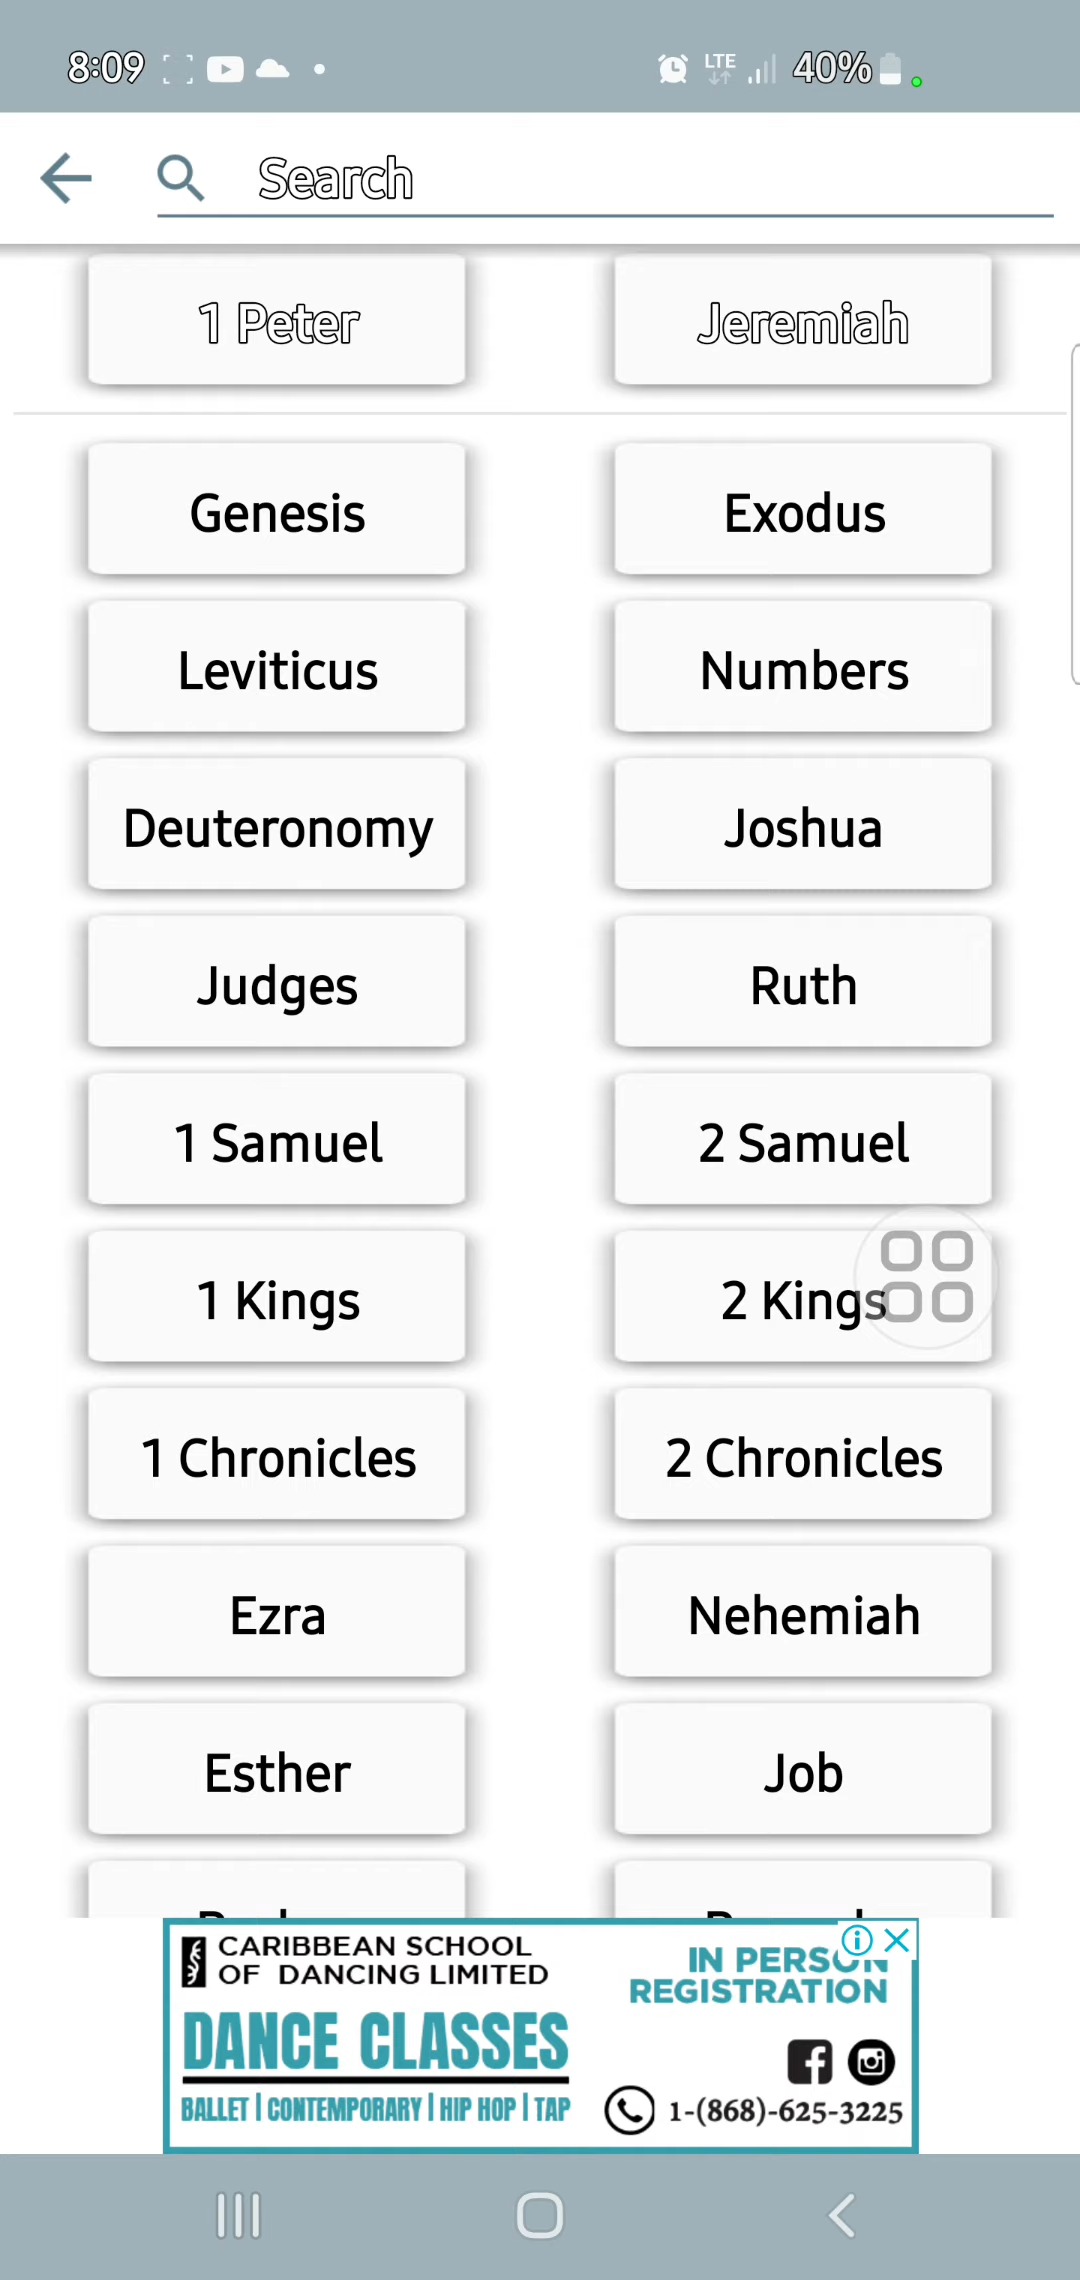 8:09
LTE
40%
Search
1 Peter
Jeremiah
Genesis
Exodus
Leviticus
Numbers
Deuteronomy
Joshua
Judges
Ruth
1 Samuel
2 Samuel
1 Kings
2 Kings
1 Chronicles
2 Chronicles
Ezra
Nehemiah
Esther
Job
CARIBBEAN SCHOOL
OF DANCING LIMITED
DANCE CLASSES
BALLET | CONTEMPORARY | HIP HOP | TAP
IN PERSON
REGISTRATION
1-(868)-625-3225